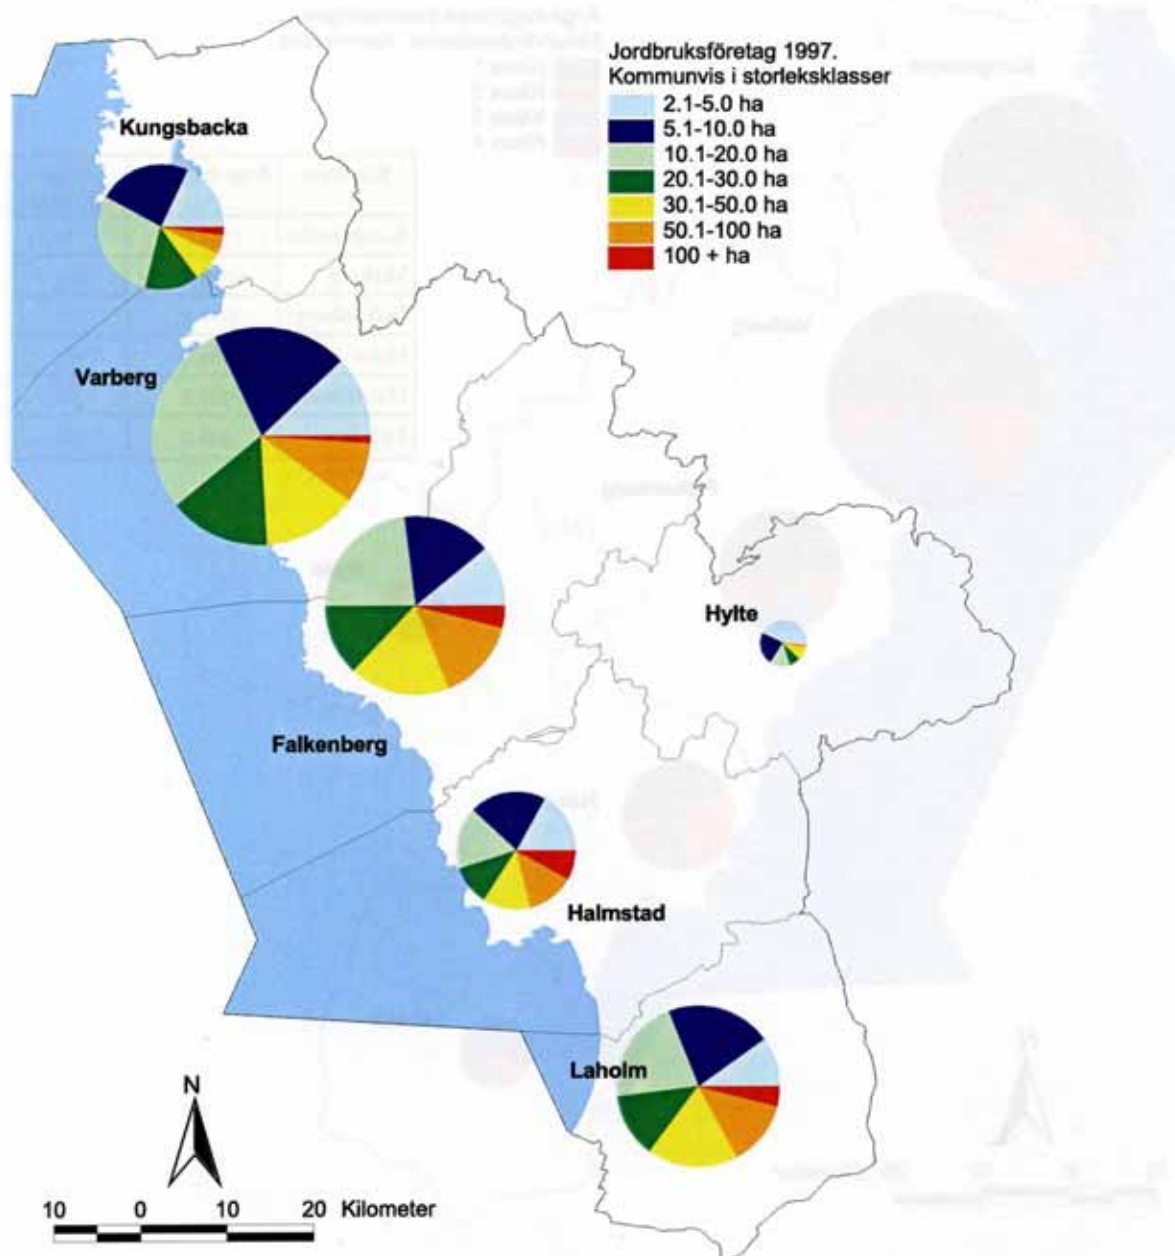 Jordbruksföretag 1997.
Kommunvis i storleksklasser
2.1-5.0 ha
5.1-10.0 ha
10.1-20.0 ha
20.1-30.0 ha
30.1-50.0 ha
50.1-100 ha
100 + ha
Kungsbacka
Varberg
Hylte
Falkenberg
Halmstad
Laholm
N
10 0 10 20 Kilometer